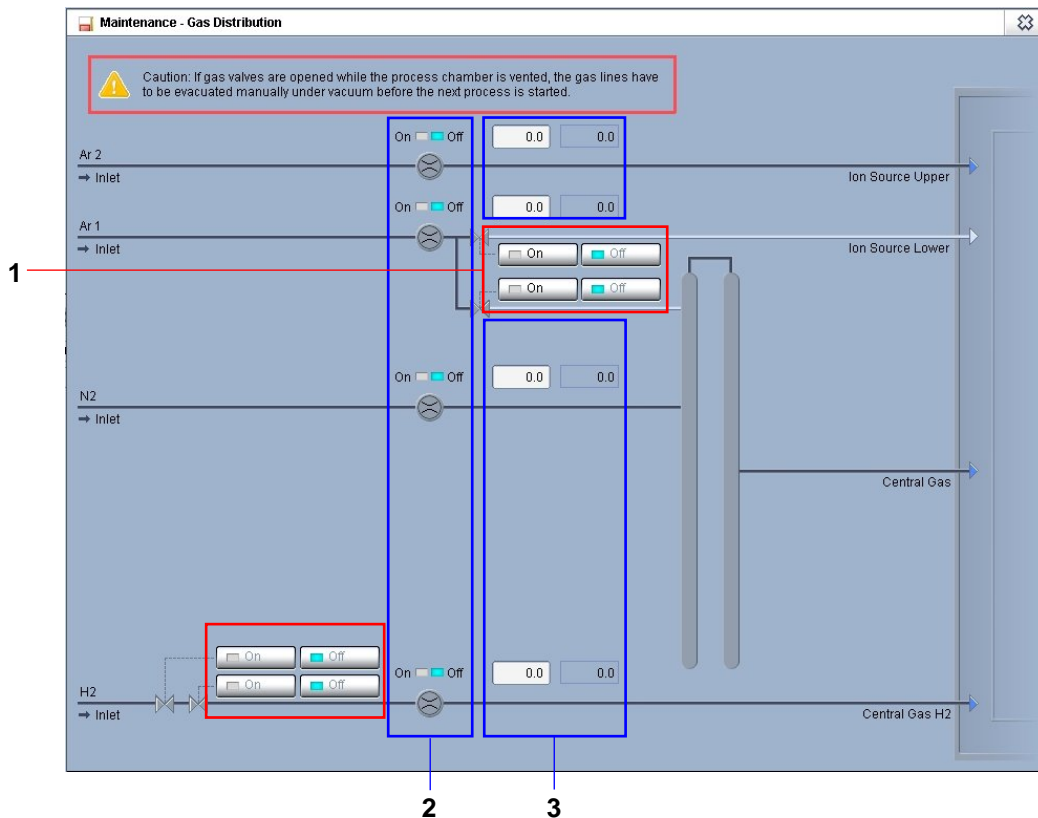 Maintenance - Gas Distribution
Caution: If gas valves are opened while the process chamber is vented, the gas lines have
to be evacuated manually under vacuum before the next process is started.
On Off 0.0 0.0
Ar 2
→ Inlet
Ion Source Upper
On Off 0.0 0.0
Ar 1
→ Inlet
Ion Source Lower
On Off
1
On Off
On Off 0.0 0.0
N2
→ Inlet
Central Gas
On Off
On Off 0.0 0.0
On Off
H2
→ Inlet
Central Gas H2
2 3